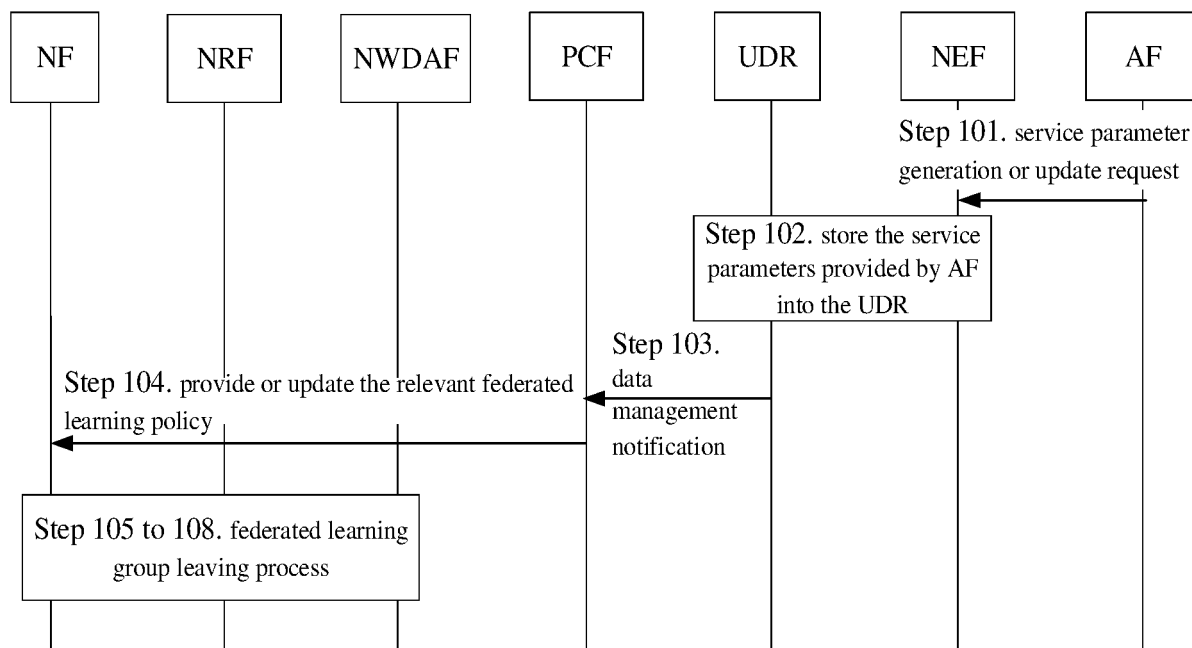 NF
NRF
NWDAF
PCF
UDR
NEF
AF
Step 101. service parameter
generation or update request
Step 102. store the service
parameters provided by AF
into the UDR
Step 103.
data
management
notification
Step 104. provide or update the relevant federated
learning policy
Step 105 to 108. federated learning
group leaving process